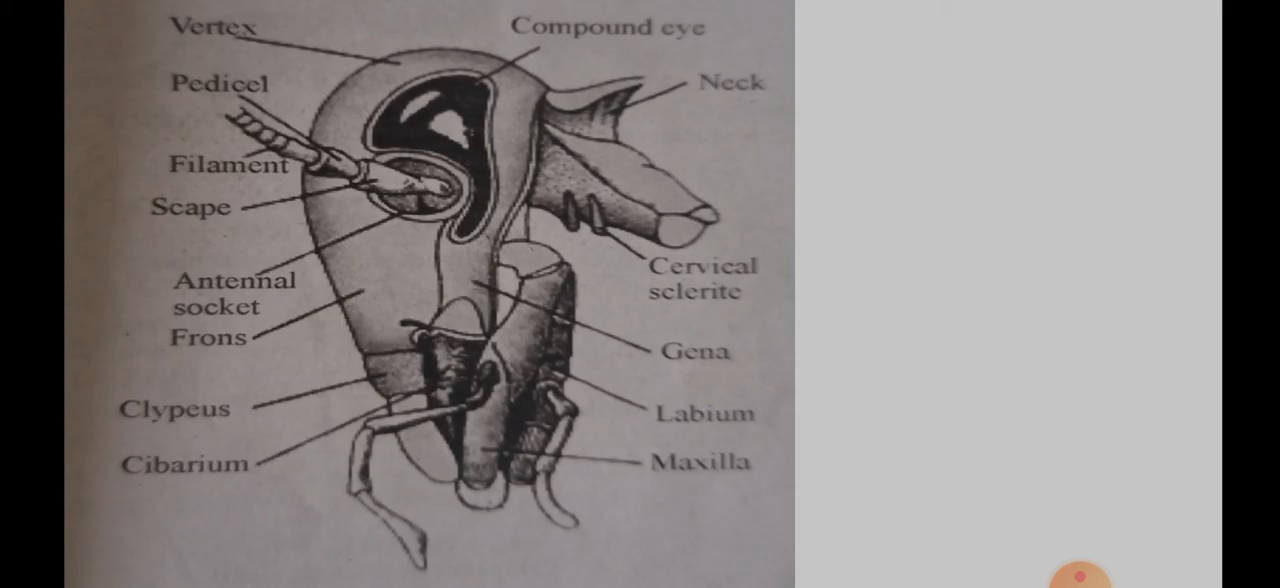 Vertex
Compound eye
Pedicel
Neck
Filament
Scape
Antennal
socket
Cervical
sclerite
Frons
Gena
Clypeus
Labium
Cibarium
Maxilla